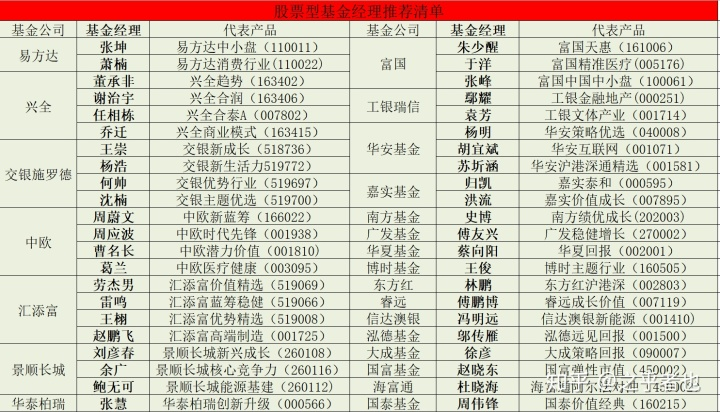 股票型基金经理推荐清单
基金公司 基金经理 代表产品 基金公司 基金经理 代表产品
易方达 张坤 易方达中小盘（110011） 富国 朱少醒 富国天惠（161006）
萧楠 易方达消费行业(110022) 于洋 富国精准医疗(005176)
兴全 董承非 兴全趋势（163402) 张峰 富国中国中小盘（100061)
谢治宇 兴全合润（163406) 工银瑞信 鄢耀 工银金融地产(000251)
任相栋 兴全合泰A（007802) 袁芳 工银文体产业（001714)
乔迁 兴全商业模式（163415) 华安基金 杨明 华安策略优选（040008)
交银施罗德 王崇 交银新成长（518736) 胡宜斌 华安互联网（001071)
杨浩 交银新生活力519772) 苏圻涵 华安沪港深通精选（001581)
何帅 交银优势行业（519697) 嘉实基金 归凯 嘉实泰和（000595)
沈楠 交银主题优选（519700) 洪流 嘉实价值成长（007895)
中欧 周蔚文 中欧新蓝筹（166022) 南方基金 史博 南方绩优成长(202003)
周应波 中欧时代先锋（001938) 广发基金 傅友兴 广发稳健增长（270002)
曹名长 中欧潜力价值（001810) 华夏基金 蔡向阳 华夏回报（002001)
葛兰 中欧医疗健康（003095) 博时基金 王俊 博时主题行业（160505)
汇添富 劳杰男 汇添富价值精选（519069) 东方红 林鹏 东方红沪港深（002803)
雷鸣 汇添富蓝筹稳健（519066) 睿远 傅鹏博 睿远成长价值（007119)
王栩 汇添富优势精选（519008) 信达澳银 冯明远 信达澳银新能源（001410)
赵鹏飞 汇添富高端制造（001725) 泓德基金 邬传雁 泓德远见回报（001500)
景顺长城 刘彦春 景顺长城新兴成长（260108) 大成基金 徐彦 大成策略回报（090007)
余广 景顺长城核心竞争力（260116) 国富基金 赵晓东 国富弹性市值（450002)
鲍无可 景顺长城能源基建（260112) 海富通 杜晓海
华泰柏瑞 张慧 华泰柏瑞创新升级（000566) 国泰基金 周伟锋 国泰价值经典（160215)
知乎